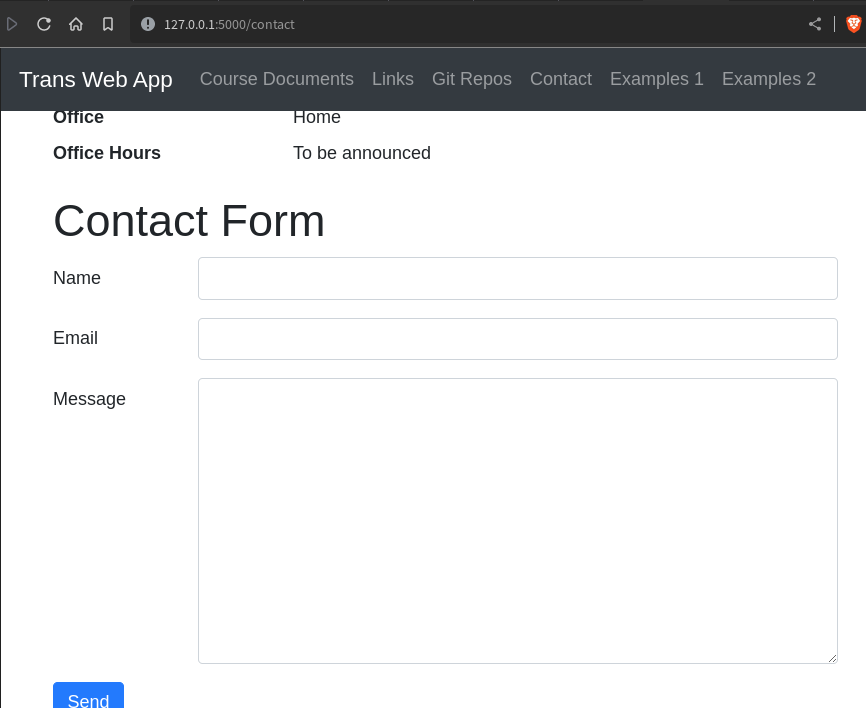 127.0.0.1:5000/contact
Trans Web App Course Documents Links Git Repos Contact Examples 1 Examples 2
Office Home
Office Hours To be announced
Contact Form
Name
Email
Message
Send